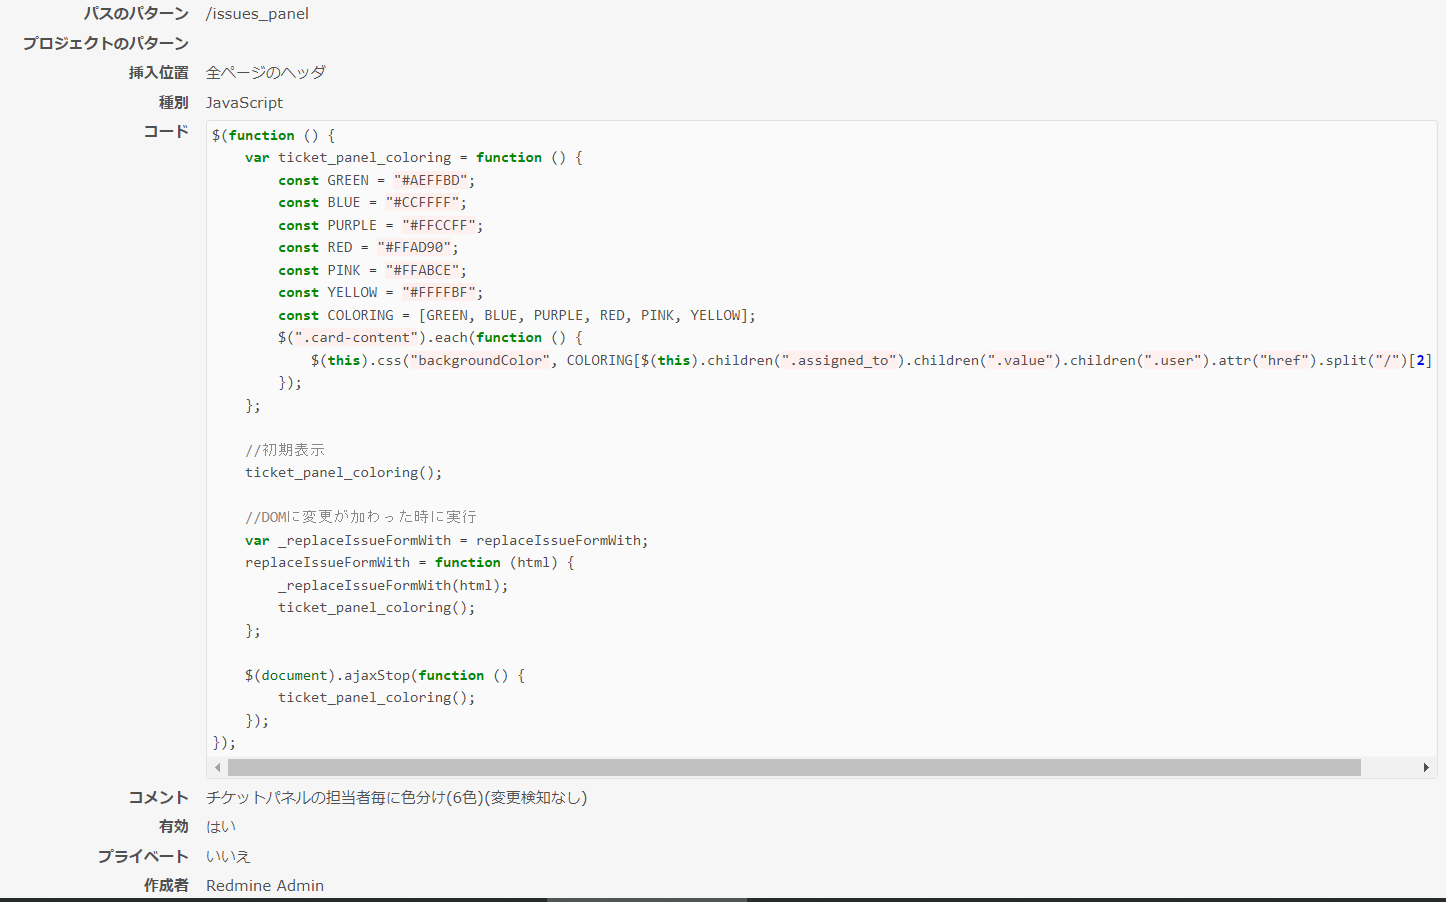 パスのパターン /issues_panel
プロジェクトのパターン
挿入位置 全ページのヘッダ
種別 JavaScript
コード
$(function () {
    var ticket_panel_coloring = function () {
        const GREEN = "#AEFFBD";
        const BLUE = "#CCFFFF";
        const PURPLE = "#FFCCFF";
        const RED = "#FFAD90";
        const PINK = "#FFABCE";
        const YELLOW = "#FFFFBF";
        const COLORING = [GREEN, BLUE, PURPLE, RED, PINK, YELLOW];
        $(".card-content").each(function () {
            $(this).css("backgroundColor", COLORING[$(this).children(".assigned_to").children(".value").children(".user").attr("href").split("/")[2]
        });
    };

    //初期表示
    ticket_panel_coloring();

    //DOMに変更が加わった時に実行
    var _replaceIssueFormWith = replaceIssueFormWith;
    replaceIssueFormWith = function (html) {
        _replaceIssueFormWith(html);
        ticket_panel_coloring();
    };

    $(document).ajaxStop(function () {
        ticket_panel_coloring();
    });
});
コメント チケットパネルの担当者毎に色分け(6色)(変更検知なし)
有効 はい
プライベート いいえ
作成者 Redmine Admin